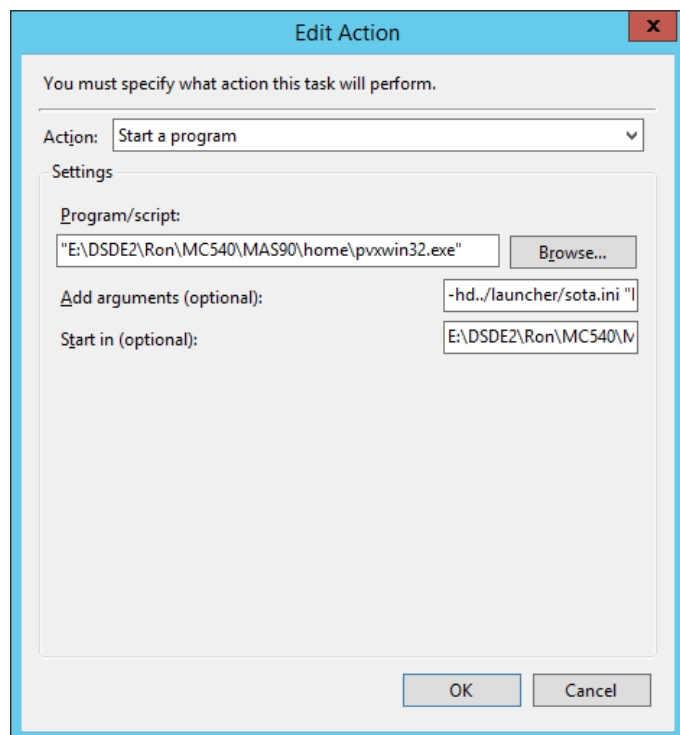 Edit Action
x
You must specify what action this task will perform.
Action: Start a program
Settings
Program/script:
"E:\DSDE2\Ron\MC540\MAS90\home\pvxwin32.exe" Browse...
Add arguments (optional): -hd../launcher/sota.ini
Start in (optional): E:\DSDE2\Ron\MC540\M
OK Cancel